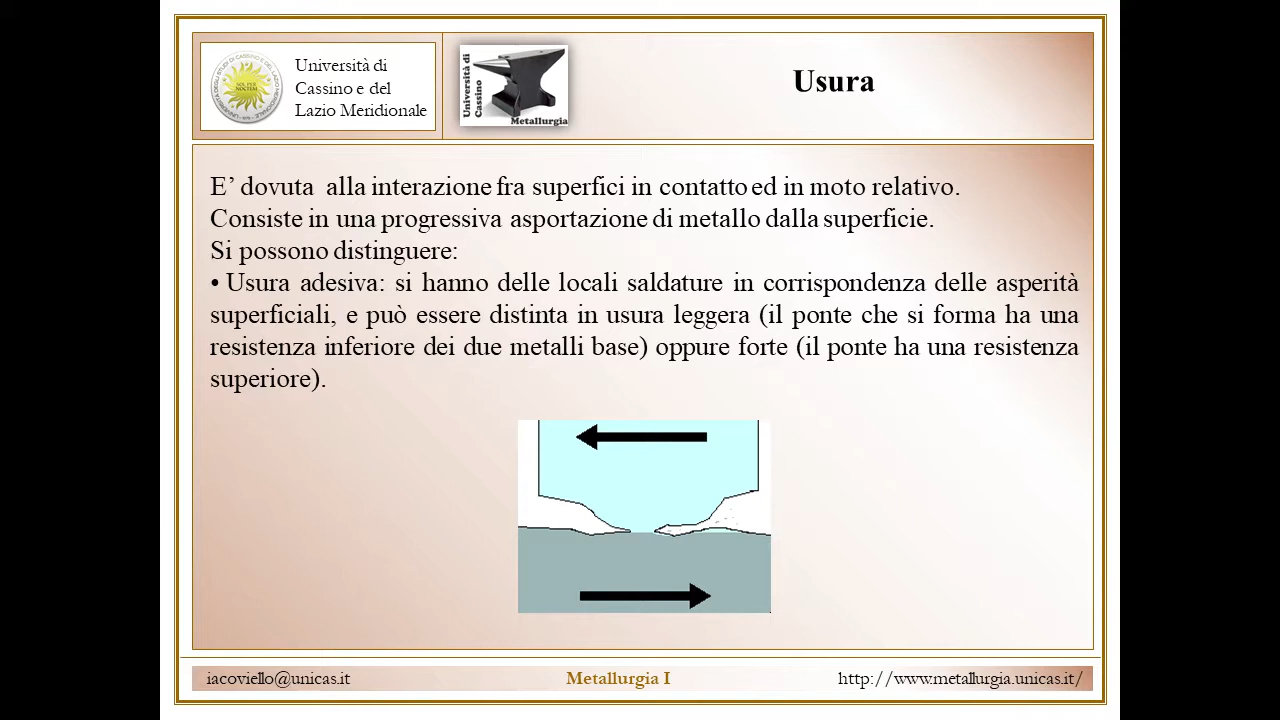 Università di
Cassino e del
Lazio Meridionale
Università di
Cassino
Metallurgia
Usura
E’ dovuta alla interazione fra superfici in contatto ed in moto relativo.
Consiste in una progressiva asportazione di metallo dalla superficie.
Si possono distinguere:
• Usura adesiva: si hanno delle locali saldature in corrispondenza delle asperità
superficiali, e può essere distinta in usura leggera (il ponte che si forma ha una
resistenza inferiore dei due metalli base) oppure forte (il ponte ha una resistenza
superiore).
iacoviello@unicas.it
Metallurgia I
http://www.metallurgia.unicas.it/